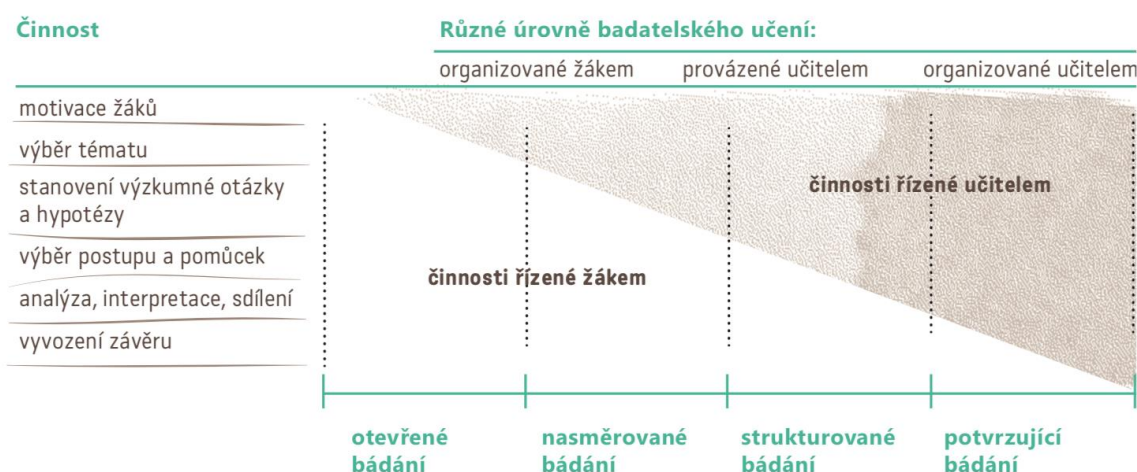 Činnost
Různé úrovně badatelského učení:
organizované žákem
provázené učitelem
organizované učitelem
motivace žáků
výběr tématu
stanovení výzkumné otázky
a hypotézy
výběr postupu a pomůcek
analýza, interpretace, sdílení
vyvození závěru
činnosti řízené učitelem
činnosti řízené žákem
otevřené
bádání
nasměrované
bádání
strukturované
bádání
potvrzující
bádání